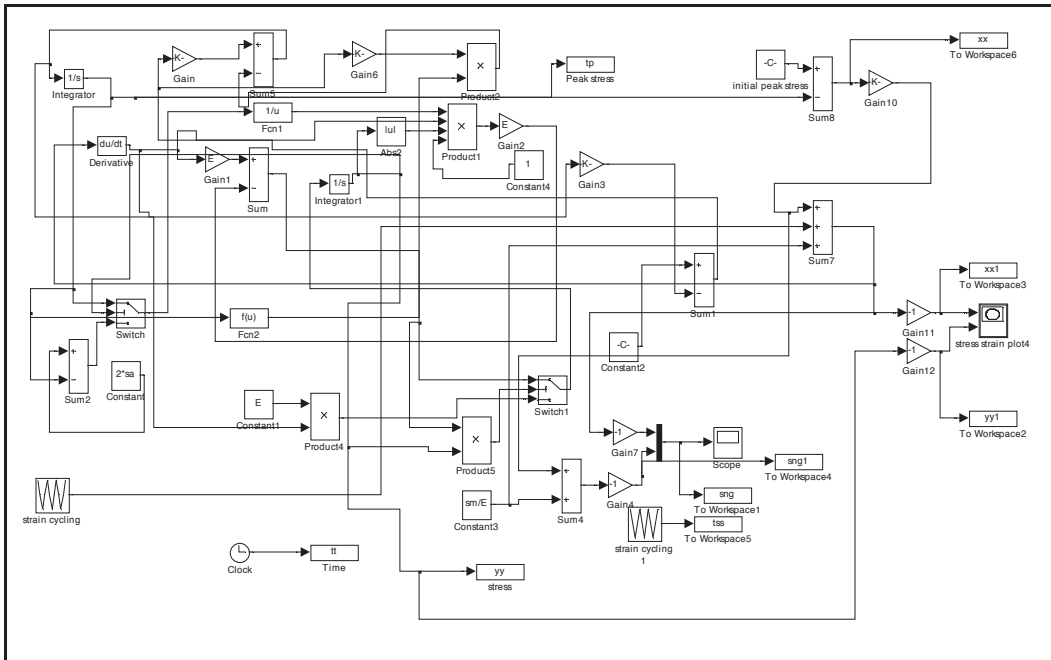 K-
Gain
1/s
Integrator
Sum5
K-
Gain6
×
Product2
tp
Peak stress
-C-
initial peak stress
Sum8
K-
Gain10
xx
To Workspace6
1/u
Fcn1
|u|
Abs2
×
Product1
E
Gain2
1
Constant4
du/dt
Derivative
E
Gain1
Sum
1/s
Integrator1
K-
Gain3
Sum7
Sum1
xx1
To Workspace3
Switch
f(u)
Fcn2
-1
Gain11
stress strain plot4
-1
Gain12
Sum2
2*sa
Constant
-C-
Constant2
E
Constant1
×
Product4
×
Product5
Switch1
-1
Gain7
Scope
yy1
To Workspace2
sng1
To Workspace4
strain cycling
sm/E
Constant3
Sum4
-1
Gain4
sng
To Workspace1
strain cycling
1
tss
To Workspace5
Clock
tt
Time
yy
stress